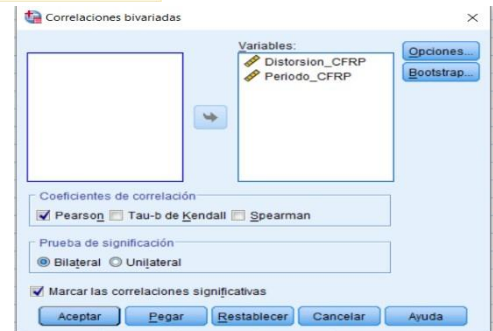 Correlaciones bivariadas
Variables:
Distorsion_CFRP
Periodo_CFRP
Opciones...
Bootstrap...
Coeficientes de correlación
Pearson Tau-b de Kendall Spearman
Prueba de significación
Bilateral Unilateral
Marcar las correlaciones significativas
Aceptar Pegar Restablecer Cancelar Ayuda